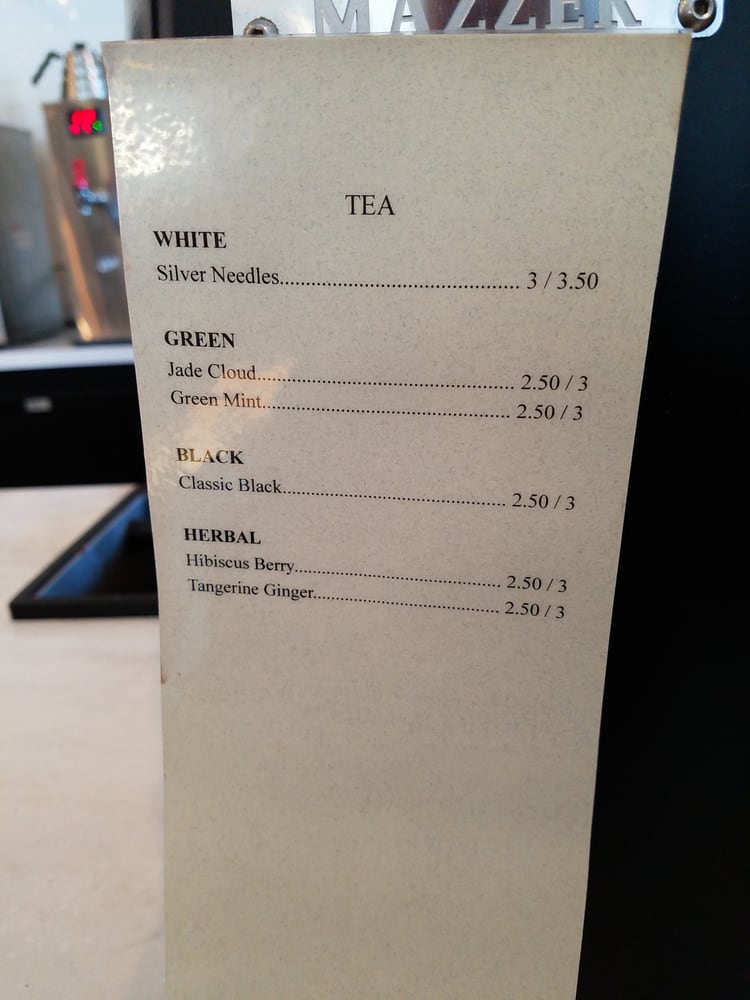 MAZZER
TEA
WHITE
Silver Needles............................................. 3 / 3.50
GREEN
Jade Cloud................................................. 2.50 / 3
Green Mint................................................ 2.50 / 3
BLACK
Classic Black........................................... 2.50 / 3
HERBAL
Hibiscus Berry........................................ 2.50 / 3
Tangerine Ginger.................................... 2.50 / 3